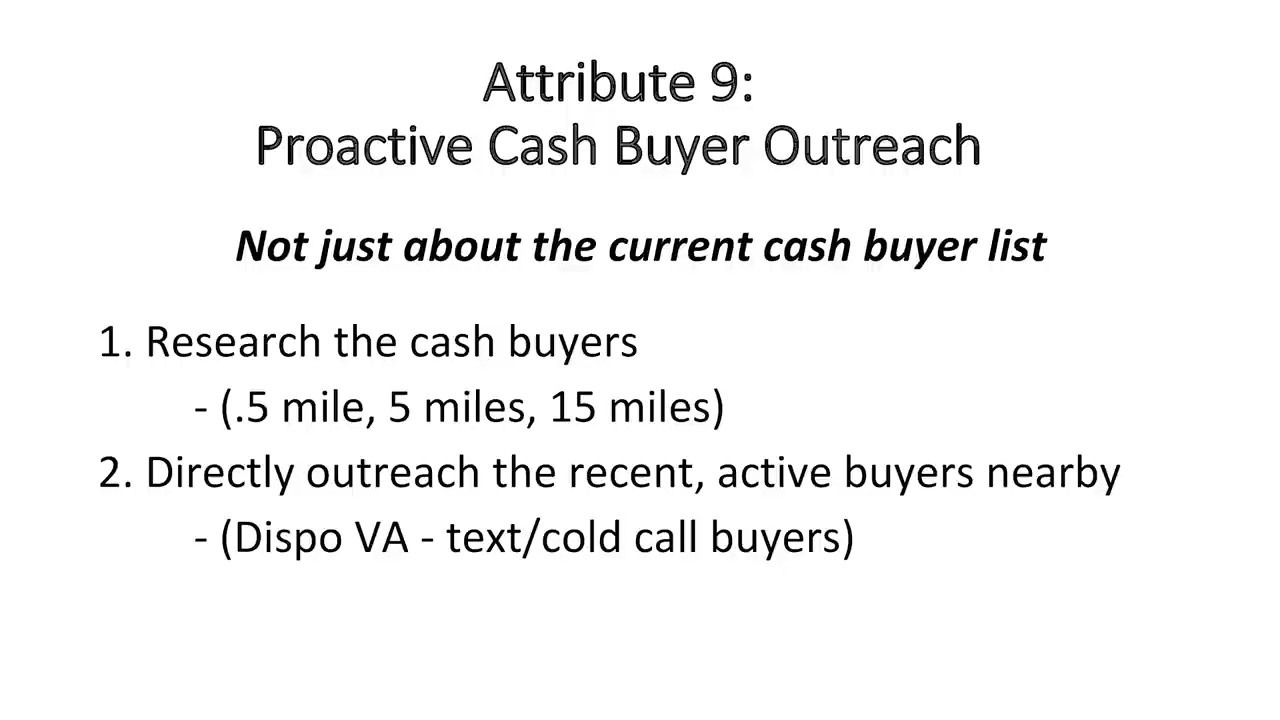 Attribute 9:
Proactive Cash Buyer Outreach
Not just about the current cash buyer list
1. Research the cash buyers
- (.5 mile, 5 miles, 15 miles)
2. Directly outreach the recent, active buyers nearby
- (Dispo VA - text/cold call buyers)